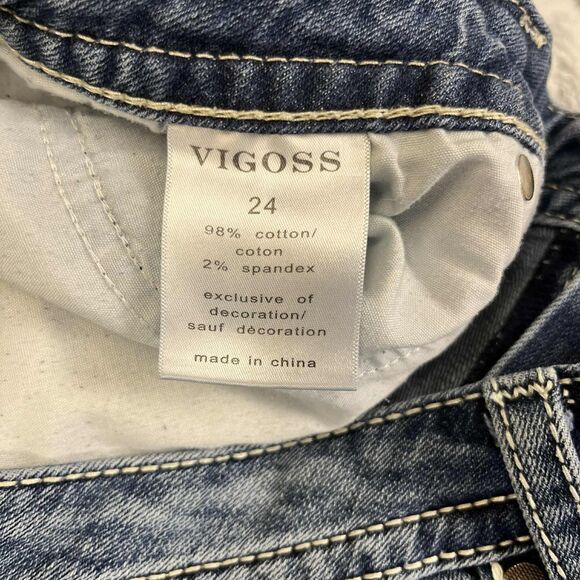 VIGOSS
24
98% cotton/
coton
2% spandex
exclusive of
decoration/
sauf décoration
made in china